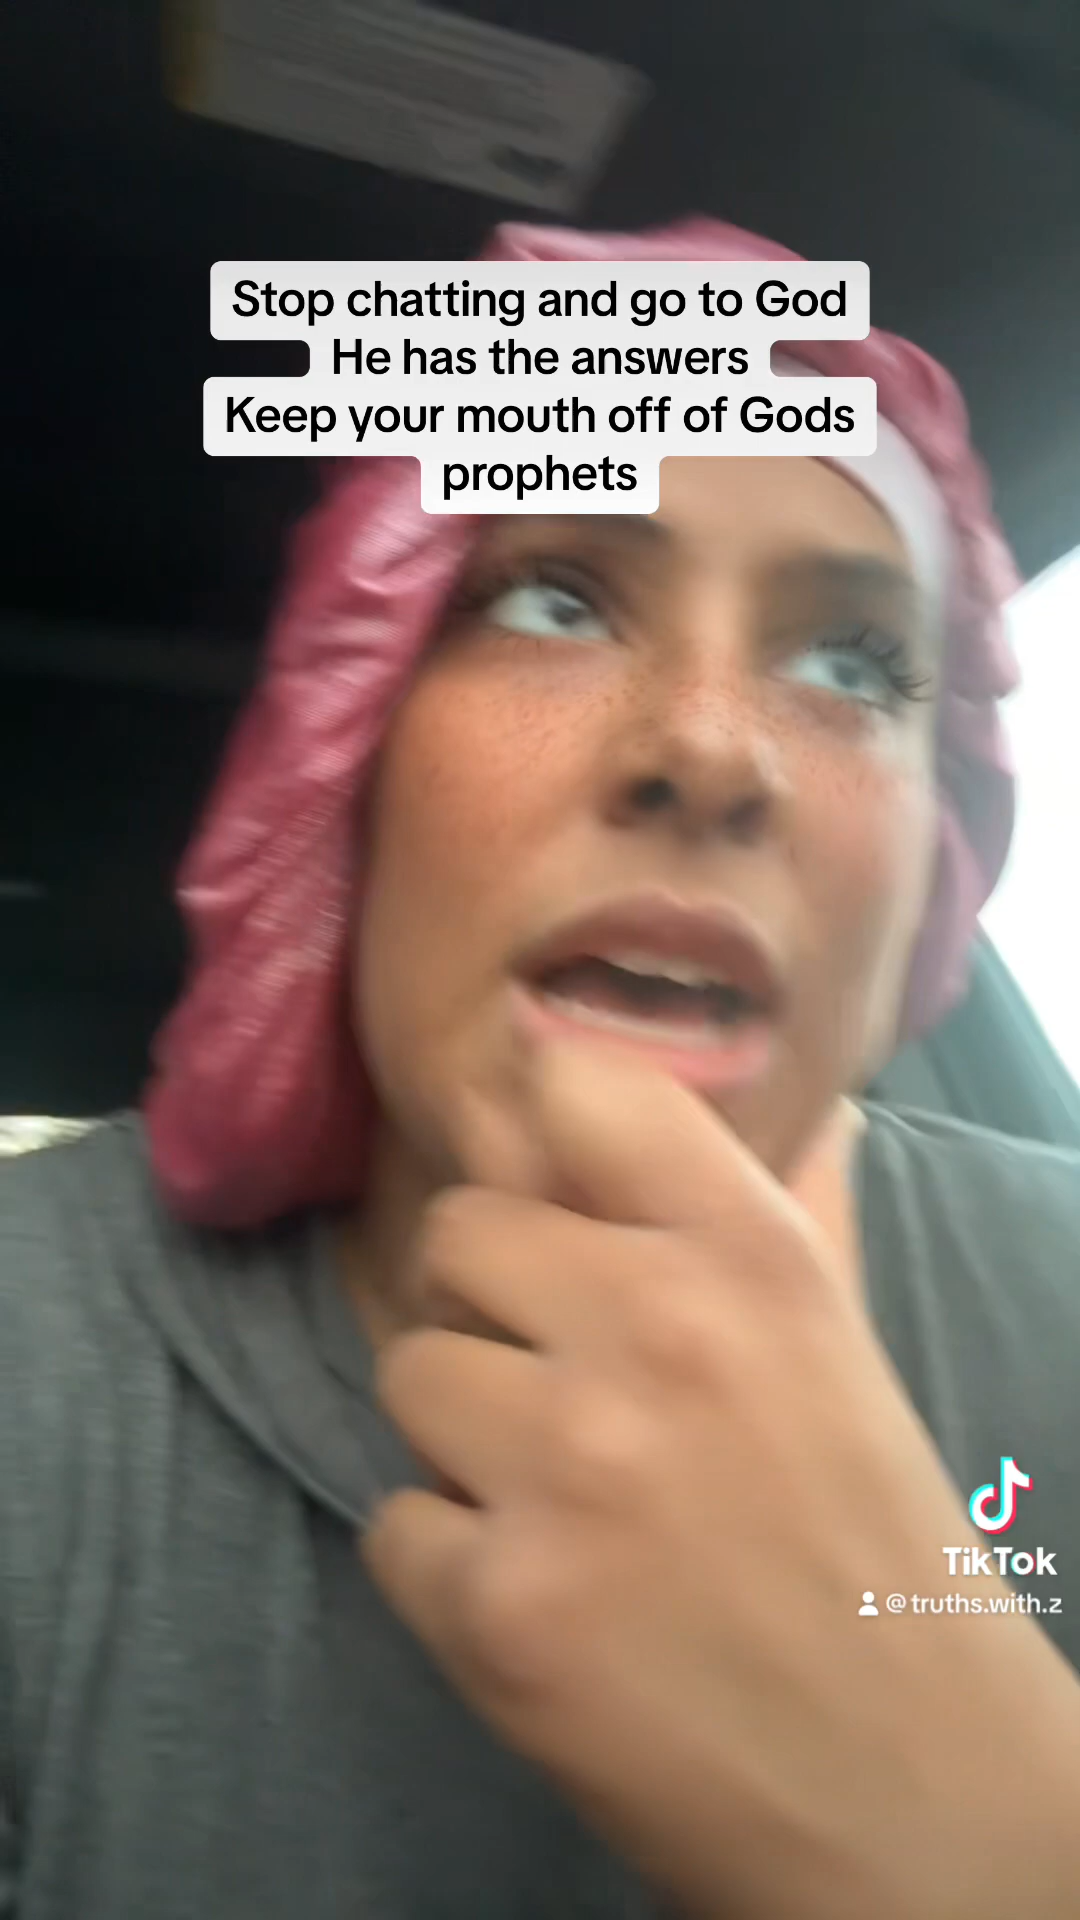 Stop chatting and go to God
He has the answers
Keep your mouth off of Gods
prophets
TikTok
@truths.with.z